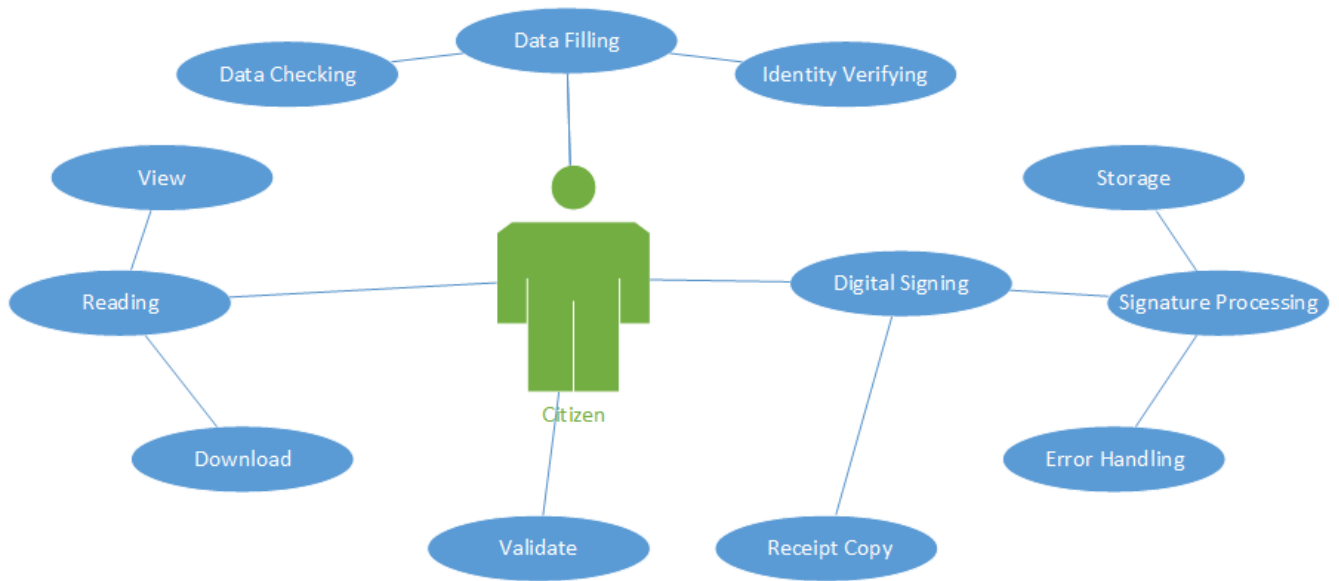 Data Filling
Data Checking
Identity Verifying
View
Storage
Reading
Digital Signing
Signature Processing
Citizen
Download
Error Handling
Validate
Receipt Copy